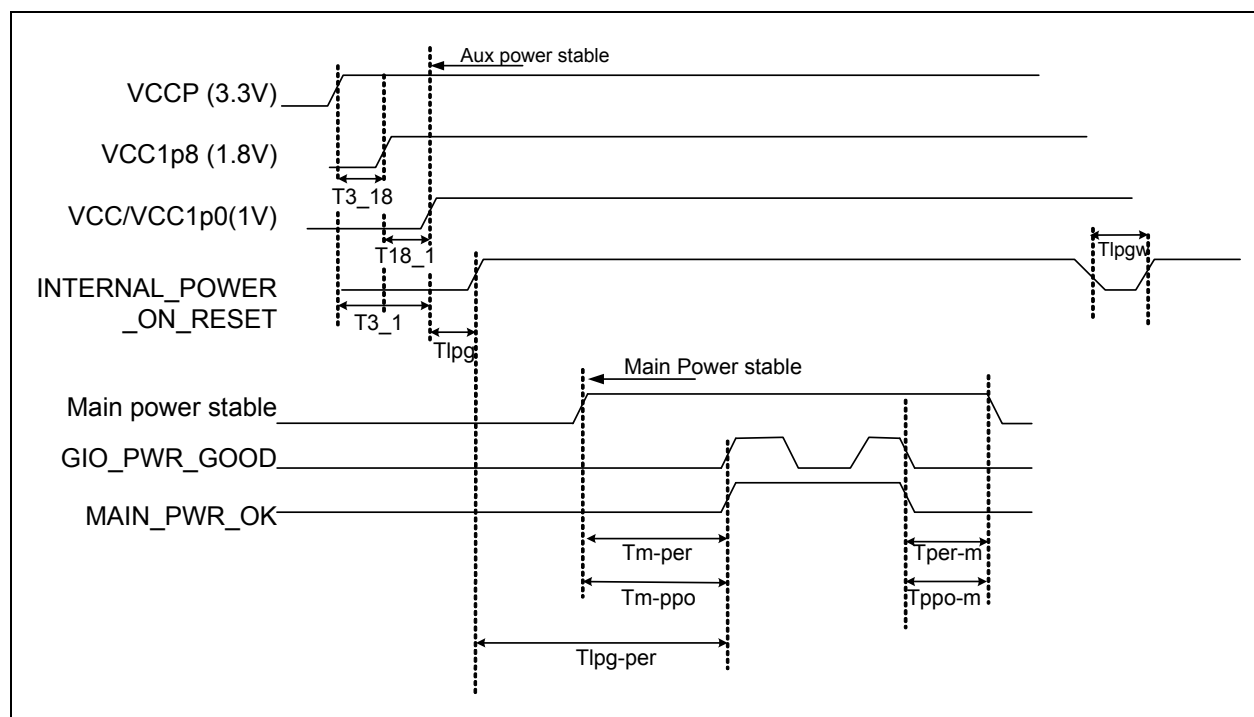 Aux power stable
VCCP (3.3V)
VCC1p8 (1.8V)
T3_18
VCC/VCC1p0(1V)
T18_1
Tlpgw
INTERNAL_POWER
_ON_RESET
T3_1
Tlpg
Main Power stable
Main power stable
GIO_PWR_GOOD
MAIN_PWR_OK
Tm-per
Tper-m
Tm-ppo
Tppo-m
Tlpg-per